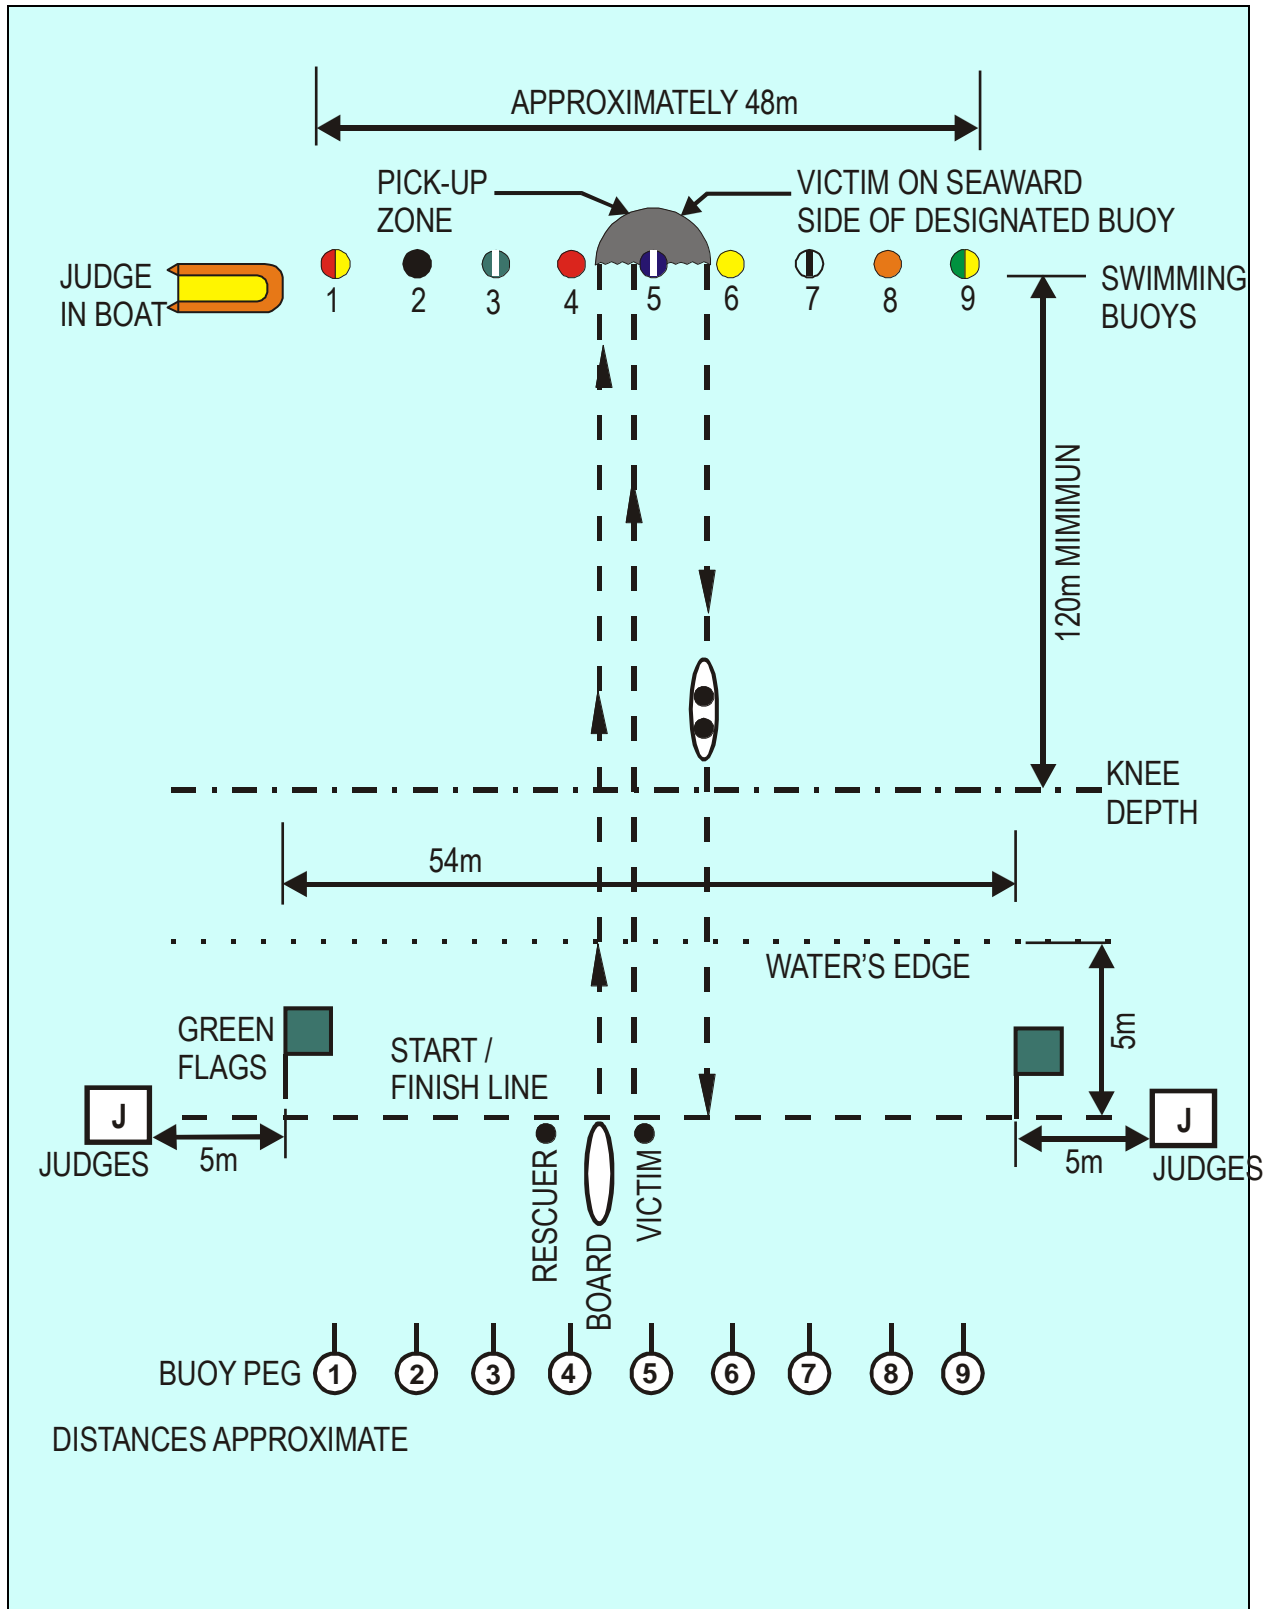 APPROXIMATELY 48m
PICK-UP
ZONE
VICTIM ON SEAWARD
SIDE OF DESIGNATED BUOY
JUDGE
IN BOAT
1
2
3
4
5
6
7
8
9
SWIMMING
BUOYS
120m MIMIMUN
KNEE
DEPTH
54m
WATER'S EDGE
GREEN
FLAGS
START /
FINISH LINE
5m
J
JUDGES
5m
J
JUDGES
5m
RESCUER
BOARD
VICTIM
BUOY PEG
1
2
3
4
5
6
7
8
9
DISTANCES APPROXIMATE